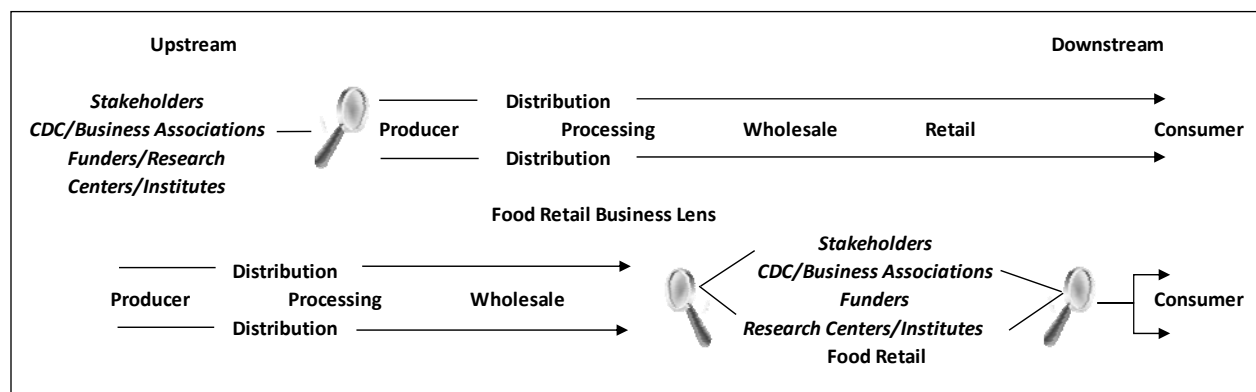 Upstream Downstream
Stakeholders Distribution
CDC/Business Associations Producer Processing Wholesale Retail Consumer
Funders/Research Distribution
Centers/Institutes
Food Retail Business Lens
Stakeholders
Distribution CDC/Business Associations
Producer Processing Wholesale Funders Consumer
Distribution Research Centers/Institutes
Food Retail